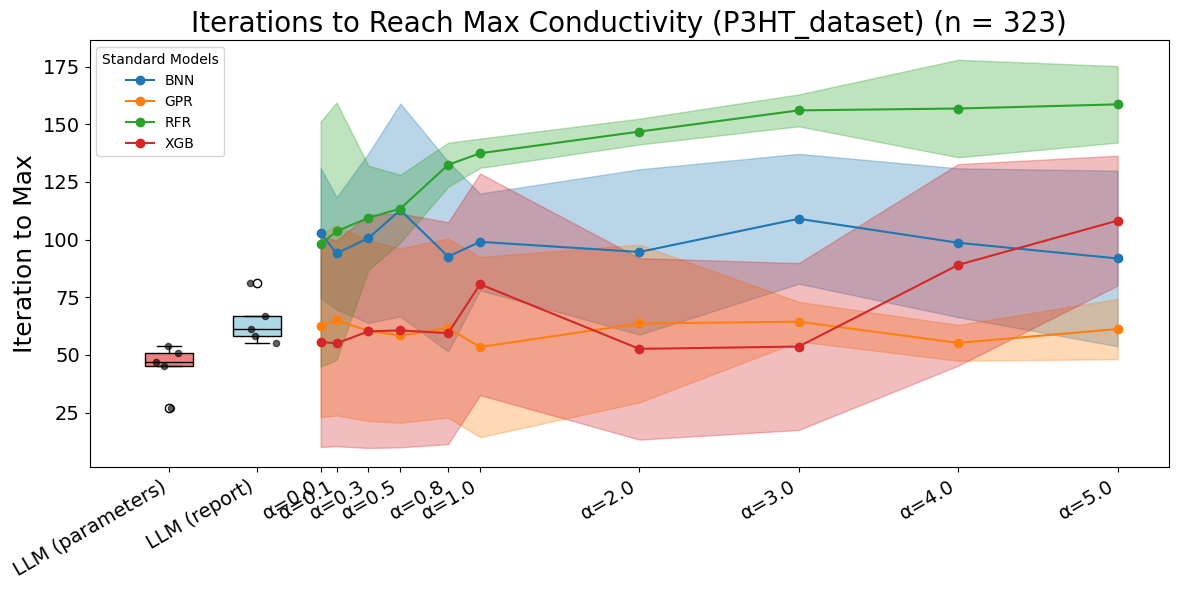 Iterations to Reach Max Conductivity (P3HT_dataset) (n = 323)
Iteration to Max
175
150
125
100
75
50
25
Standard Models
BNN
GPR
RFR
XGB
LLM (parameters)
LLM (report)
α=0.0
α=0.1
α=0.3
α=0.5
α=0.8
α=1.0
α=2.0
α=3.0
α=4.0
α=5.0